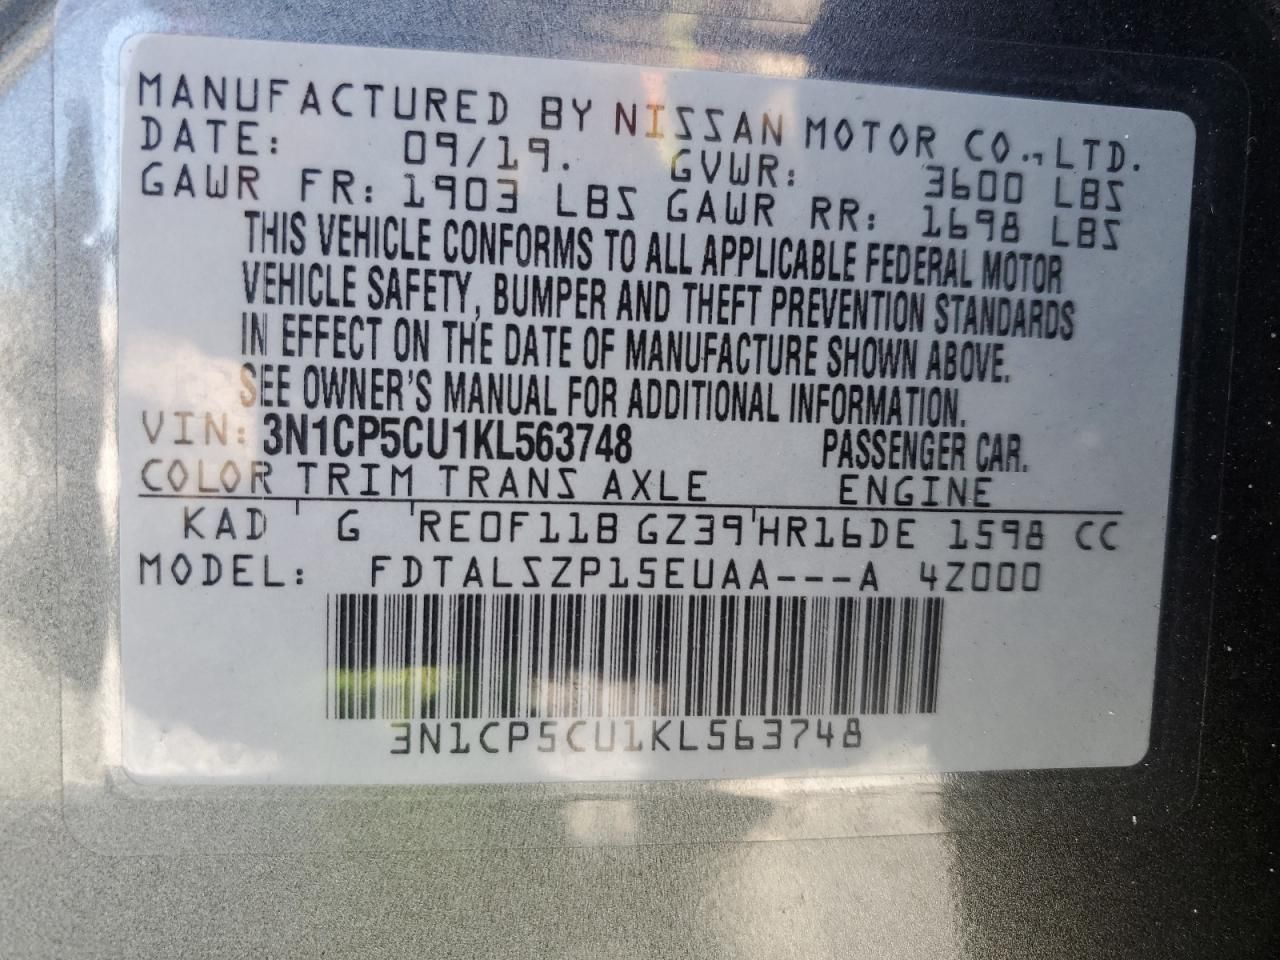 MANUFACTURED BY NISSAN MOTOR CO., LTD.
DATE: 09/19. GVWR: 3600 LBS
GAWR FR: 1903 LBS GAWR RR: 1698 LBS
THIS VEHICLE CONFORMS TO ALL APPLICABLE FEDERAL MOTOR
VEHICLE SAFETY, BUMPER AND THEFT PREVENTION STANDARDS
IN EFFECT ON THE DATE OF MANUFACTURE SHOWN ABOVE.
SEE OWNER'S MANUAL FOR ADDITIONAL INFORMATION.
VIN: 3N1CP5CU1KL563748 PASSENGER CAR.
COLOR TRIM TRANS AXLE ENGINE
KAD G RE0F11B GZ39 HR16DE 1598 CC
MODEL: FDTALSZP15EUAA---A 4Z000
3N1CP5CU1KL563748